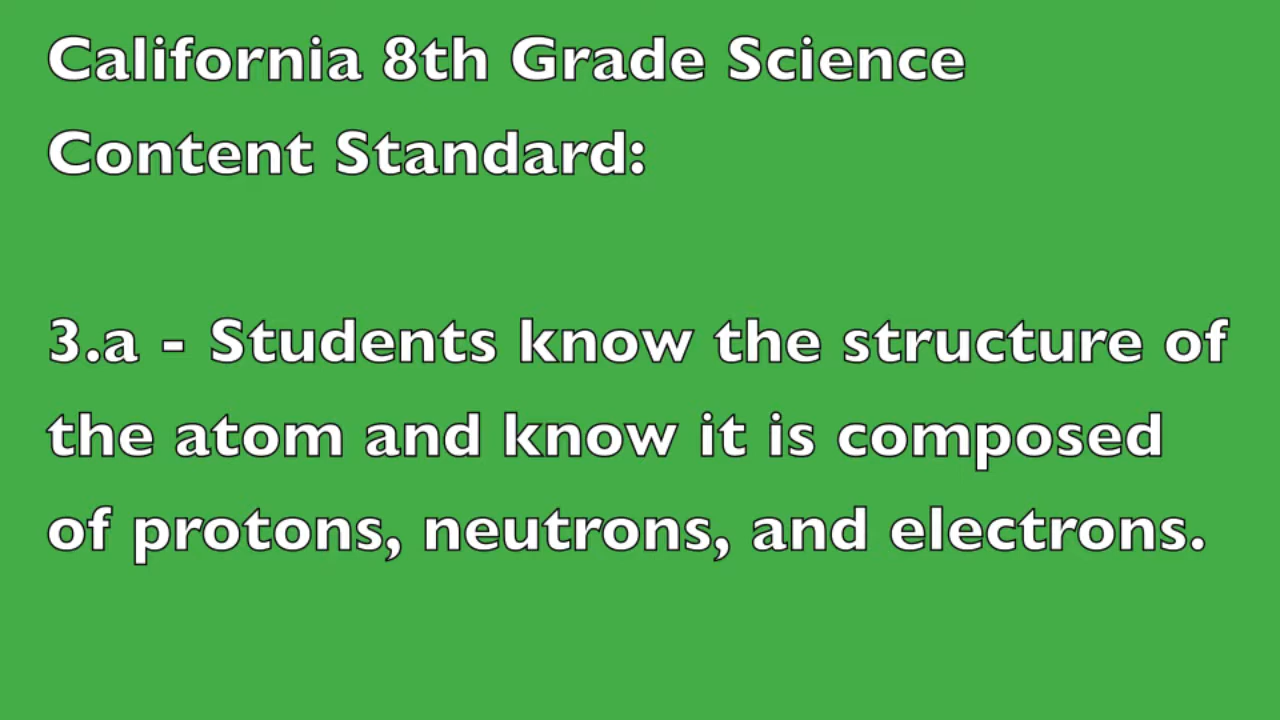 California 8th Grade Science
Content Standard:
3.a - Students know the structure of
the atom and know it is composed
of protons, neutrons, and electrons.